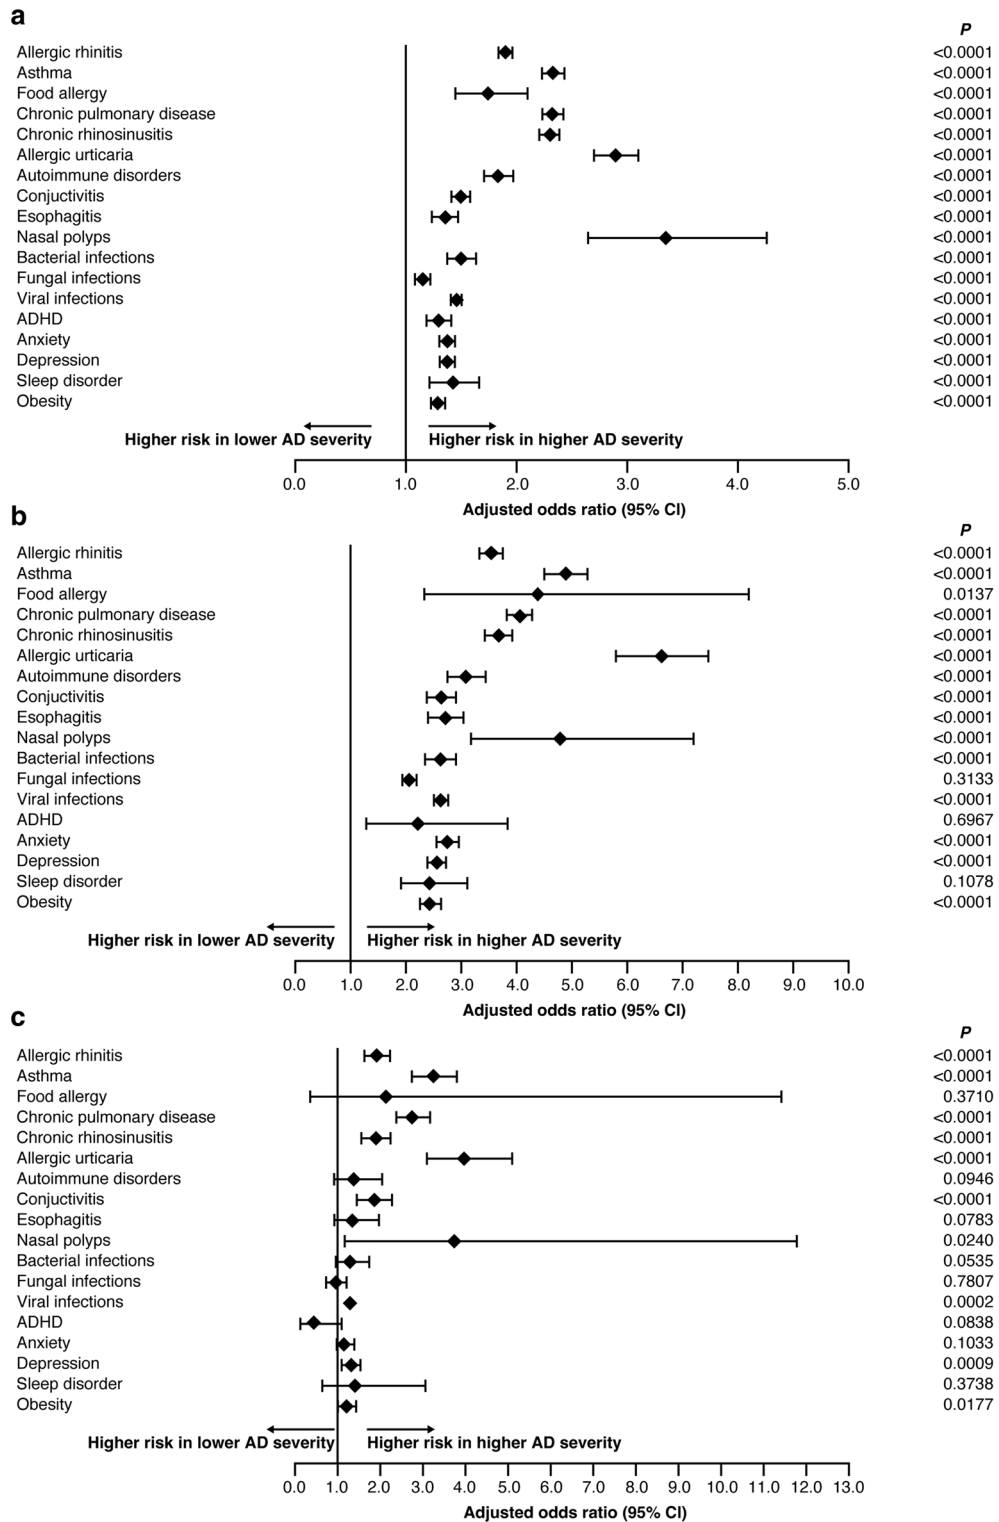 a
P
Allergic rhinitis <0.0001
Asthma <0.0001
Food allergy <0.0001
Chronic pulmonary disease <0.0001
Chronic rhinosinusitis <0.0001
Allergic urticaria <0.0001
Autoimmune disorders <0.0001
Conjuctivitis <0.0001
Esophagitis <0.0001
Nasal polyps <0.0001
Bacterial infections <0.0001
Fungal infections <0.0001
Viral infections <0.0001
ADHD <0.0001
Anxiety <0.0001
Depression <0.0001
Sleep disorder <0.0001
Obesity <0.0001
Higher risk in lower AD severity Higher risk in higher AD severity
0.0 1.0 2.0 3.0 4.0 5.0
Adjusted odds ratio (95% CI)
b
P
Allergic rhinitis <0.0001
Asthma <0.0001
Food allergy 0.0137
Chronic pulmonary disease <0.0001
Chronic rhinosinusitis <0.0001
Allergic urticaria <0.0001
Autoimmune disorders <0.0001
Conjuctivitis <0.0001
Esophagitis <0.0001
Nasal polyps <0.0001
Bacterial infections <0.0001
Fungal infections 0.3133
Viral infections <0.0001
ADHD 0.6967
Anxiety <0.0001
Depression <0.0001
Sleep disorder 0.1078
Obesity <0.0001
Higher risk in lower AD severity Higher risk in higher AD severity
0.0 1.0 2.0 3.0 4.0 5.0 6.0 7.0 8.0 9.0 10.0
Adjusted odds ratio (95% CI)
c
P
Allergic rhinitis <0.0001
Asthma <0.0001
Food allergy 0.3710
Chronic pulmonary disease <0.0001
Chronic rhinosinusitis <0.0001
Allergic urticaria <0.0001
Autoimmune disorders 0.0946
Conjuctivitis <0.0001
Esophagitis 0.0783
Nasal polyps 0.0240
Bacterial infections 0.0535
Fungal infections 0.7807
Viral infections 0.0002
ADHD 0.0838
Anxiety 0.1033
Depression 0.0009
Sleep disorder 0.3738
Obesity 0.0177
Higher risk in lower AD severity Higher risk in higher AD severity
0.0 1.0 2.0 3.0 4.0 5.0 6.0 7.0 8.0 9.0 10.0 11.0 12.0 13.0
Adjusted odds ratio (95% CI)